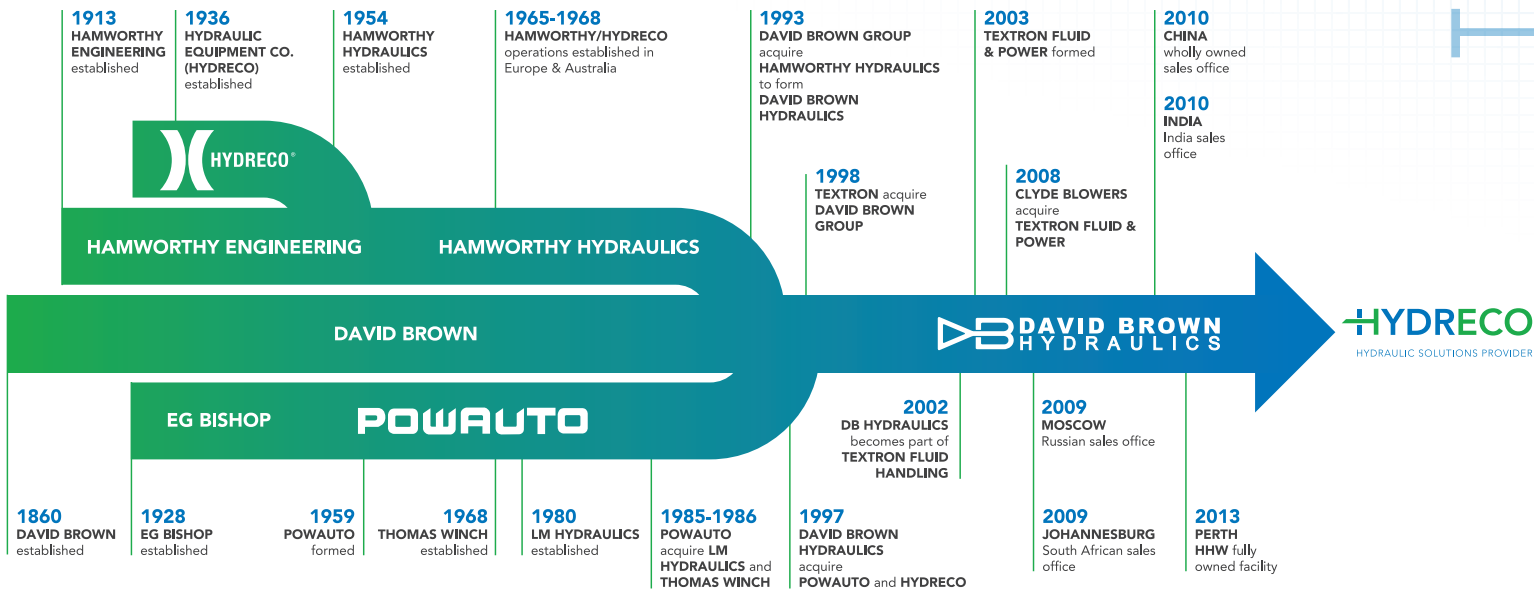 1913
HAMWORTHY
ENGINEERING
established
1936
HYDRAULIC
EQUIPMENT CO.
(HYDRECO)
established
1954
HAMWORTHY
HYDRAULICS
established
1965-1968
HAMWORTHY/HYDRECO
operations established in
Europe & Australia
1993
DAVID BROWN GROUP
acquire
HAMWORTHY HYDRAULICS
to form
DAVID BROWN
HYDRAULICS
2003
TEXTRON FLUID
& POWER formed
2010
CHINA
wholly owned
sales office
2010
INDIA
India sales
office
1998
TEXTRON acquire
DAVID BROWN
GROUP
2008
CLYDE BLOWERS
acquire
TEXTRON FLUID &
POWER
HYDRECO®
HAMWORTHY ENGINEERING
HAMWORTHY HYDRAULICS
DAVID BROWN
DB DAVID BROWN
HYDRAULICS
HYDRECO
HYDRAULIC SOLUTIONS PROVIDER
EG BISHOP
POWAUTO
2002
DB HYDRAULICS
becomes part of
TEXTRON FLUID
HANDLING
2009
MOSCOW
Russian sales office
1860
DAVID BROWN
established
1928
EG BISHOP
established
1959
POWAUTO
formed
1968
THOMAS WINCH
established
1980
LM HYDRAULICS
established
1985-1986
POWAUTO
acquire LM
HYDRAULICS and
THOMAS WINCH
1997
DAVID BROWN
HYDRAULICS
acquire
POWAUTO and HYDRECO
2009
JOHANNESBURG
South African sales
office
2013
PERTH
HHW fully
owned facility